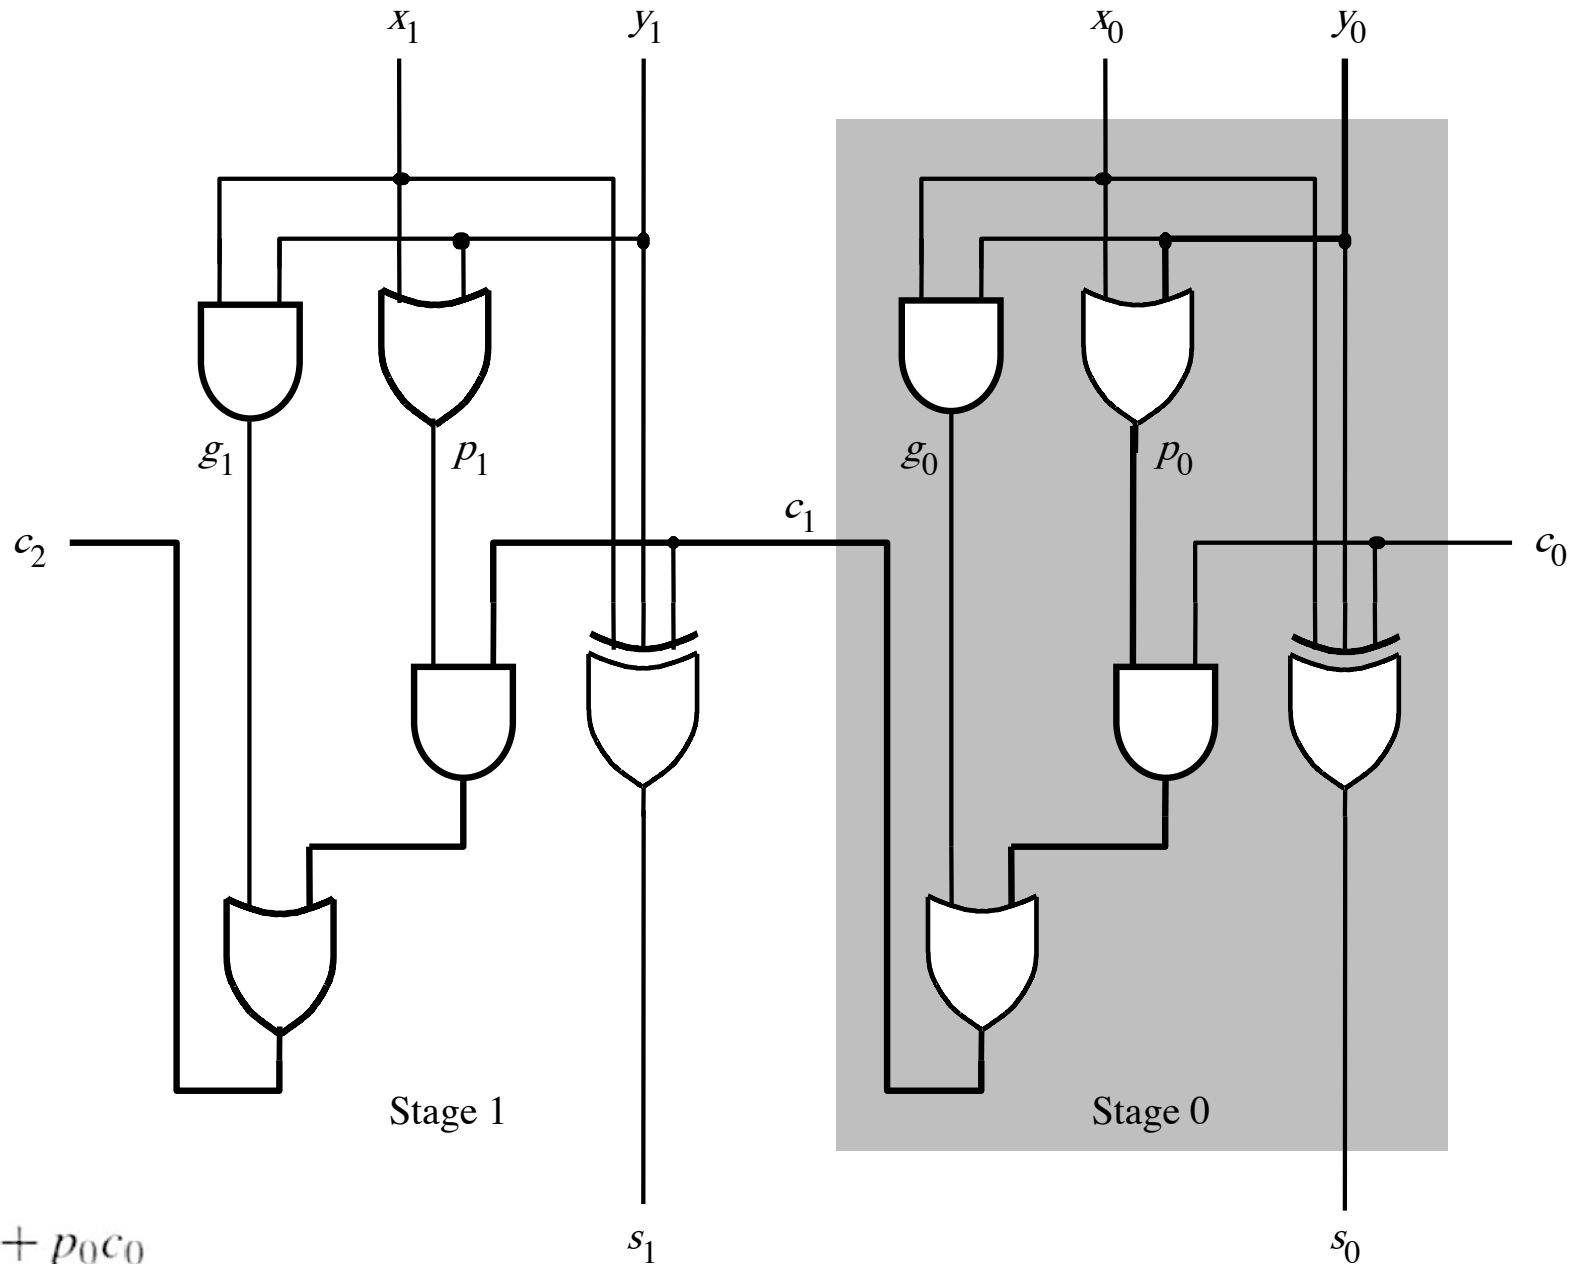 x₁ y₁ x₀ y₀
g₁ p₁ g₀ p₀
c₁
c₂ c₀
Stage 1 Stage 0
s₁ s₀
+ p₀c₀